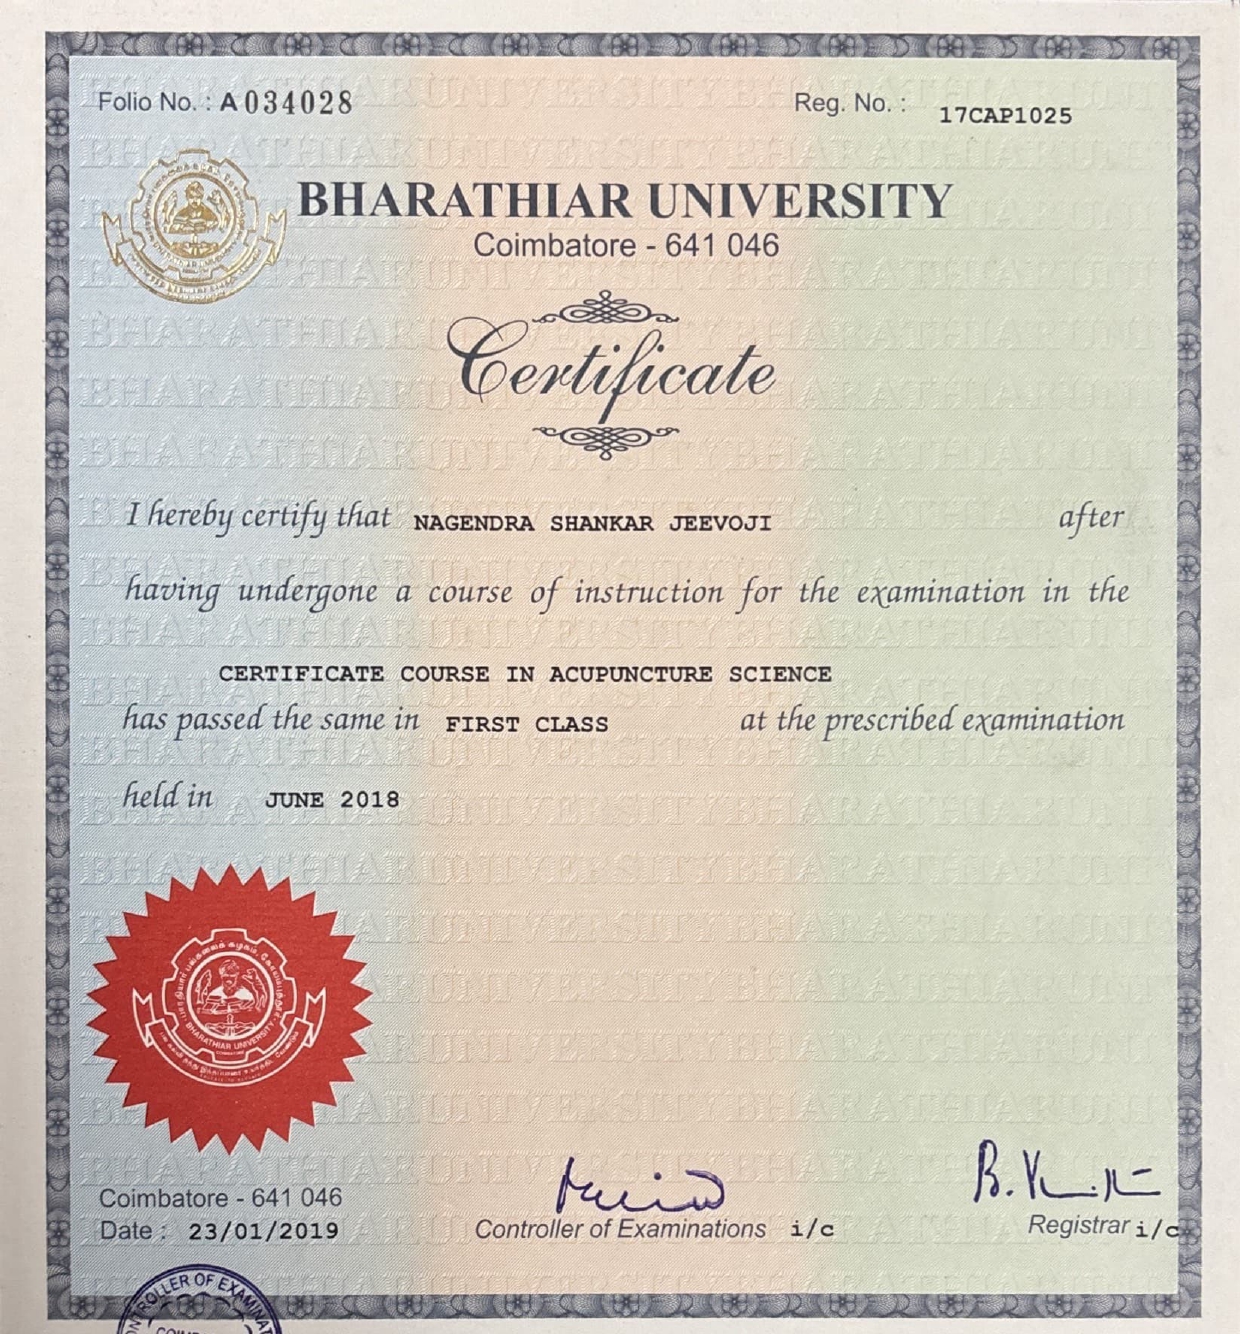 Folio No. : A034028
Reg. No. : 17CAP1025
BHARATHIAR UNIVERSITY
Coimbatore - 641 046
Certificate
I hereby certify that NAGENDRA SHANKAR JEEVOJI after
having undergone a course of instruction for the examination in the
CERTIFICATE COURSE IN ACUPUNCTURE SCIENCE
has passed the same in FIRST CLASS at the prescribed examination
held in JUNE 2018
BHARATHIAR UNIVERSITY
Coimbatore - 641 046
Date : 23/01/2019
Controller of Examinations i/c
Registrar i/c